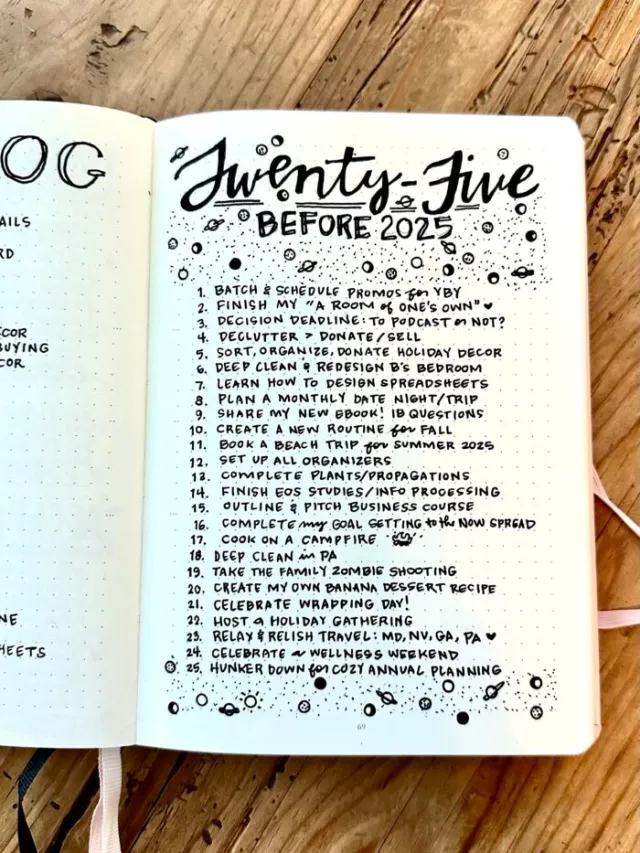 OG
AILS
RD
COR
BUYING
COR
NE
HEETS
Twenty-Five
BEFORE 2025
1. BATCH & SCHEDULE PROMOS for YBY
2. FINISH MY "A ROOM of ONE'S OWN" ♥
3. DECISION DEADLINE: TO PODCAST or NOT?
4. DECLUTTER > DONATE/SELL
5. SORT, ORGANIZE, DONATE HOLIDAY DECOR
6. DEEP CLEAN & REDESIGN B'S BEDROOM
7. LEARN HOW TO DESIGN SPREADSHEETS
8. PLAN A MONTHLY DATE NIGHT/TRIP
9. SHARE MY NEW EBOOK! 18 QUESTIONS
10. CREATE A NEW ROUTINE for FALL
11. BOOK A BEACH TRIP for SUMMER 2025
12. SET UP ALL ORGANIZERS
13. COMPLETE PLANTS/PROPAGATIONS
14. FINISH EOS STUDIES/INFO PROCESSING
15. OUTLINE & PITCH BUSINESS COURSE
16. COMPLETE my GOAL SETTING to the NOW SPREAD
17. COOK ON A CAMPFIRE
18. DEEP CLEAN in PA
19. TAKE THE FAMILY ZOMBIE SHOOTING
20. CREATE MY OWN BANANA DESSERT RECIPE
21. CELEBRATE WRAPPING DAY!
22. HOST a HOLIDAY GATHERING
23. RELAY & RELISH TRAVEL: MD, NV, GA, PA ♥
24. CELEBRATE a WELLNESS WEEKEND
25. HUNKER DOWN for COZY ANNUAL PLANNING
69